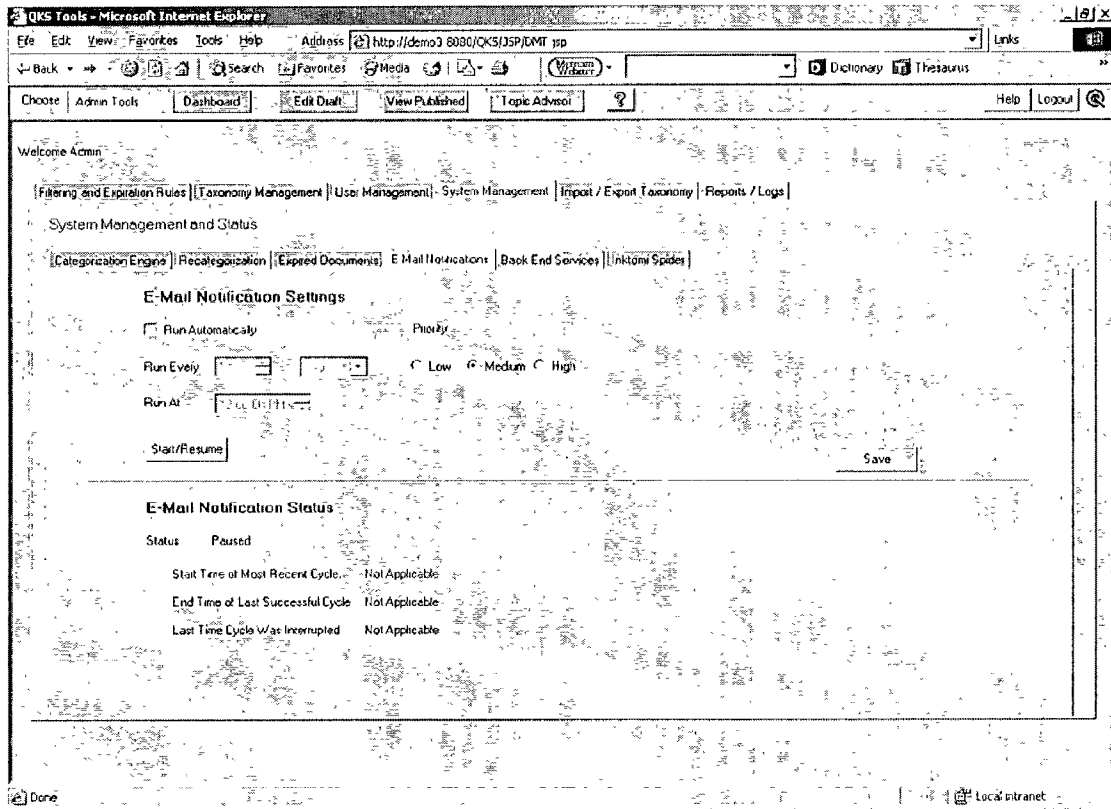 QKS Tools - Microsoft Internet Explorer
File Edit View Favorites Tools Help Address http://demo3 8080/QKS/JSP/DMT jsp Links
Back Search Favorites Media Merriam Webster Dictionary Thesaurus
Choose Admin Tools Dashboard Edit Draft View Published Topic Advisor ? Help Logout
Welcome Admin
Filtering and Expiration Rules Taxonomy Management User Management System Management Import / Export Taxonomy Reports / Logs
System Management and Status
Categorization Engine Recategorization Expired Documents E Mail Notifications Back End Services Inktomi Spider
E-Mail Notification Settings
Run Automatically Priority
Run Every Low Medium High
Run At
Start/Resume Save
E-Mail Notification Status
Status Paused
Start Time of Most Recent Cycle Not Applicable
End Time of Last Successful Cycle Not Applicable
Last Time Cycle Was Interrupted Not Applicable
Done Local intranet